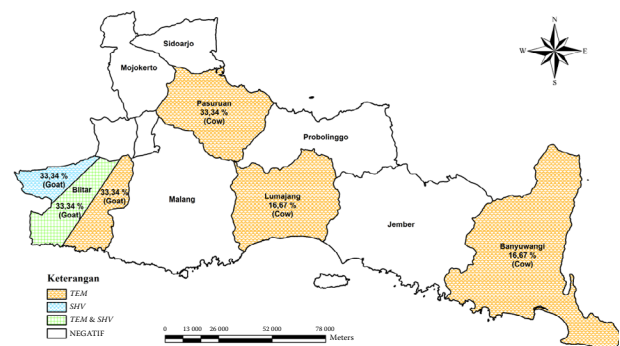 N
W
E
S
Sidoarjo
Mojokerto
Pasuruan
33,34 %
(Cow)
Probolinggo
33,34 %
(Goat)
Blitar
33,34 %
(Goat)
33,34 %
(Goat)
Malang
Lumajang
16,67 %
(Cow)
Jember
Banyuwangi
16,67 %
(Cow)
Keterangan
TEM
SHV
TEM & SHV
NEGATIF
0 13 000 26 000 52 000 78 000
Meters